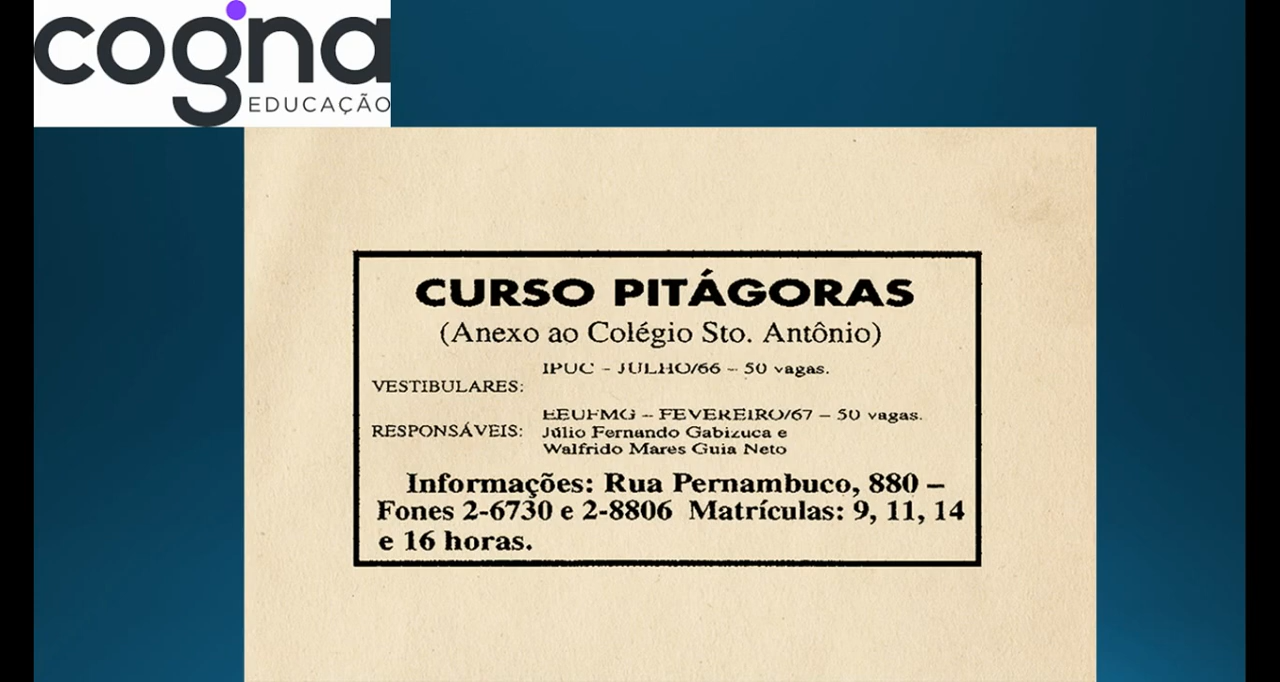 cogna
EDUCAÇÃO
CURSO PITÁGORAS
(Anexo ao Colégio Sto. Antônio)
IPUC - JULHO/66 - 50 vagas.
VESTIBULARES:
EEUFMG - FEVEREIRO/67 - 50 vagas.
RESPONSÁVEIS: Júlio Fernando Gabizuca e
Walfrido Mares Guia Neto
Informações: Rua Pernambuco, 880 –
Fones 2-6730 e 2-8806 Matrículas: 9, 11, 14
e 16 horas.